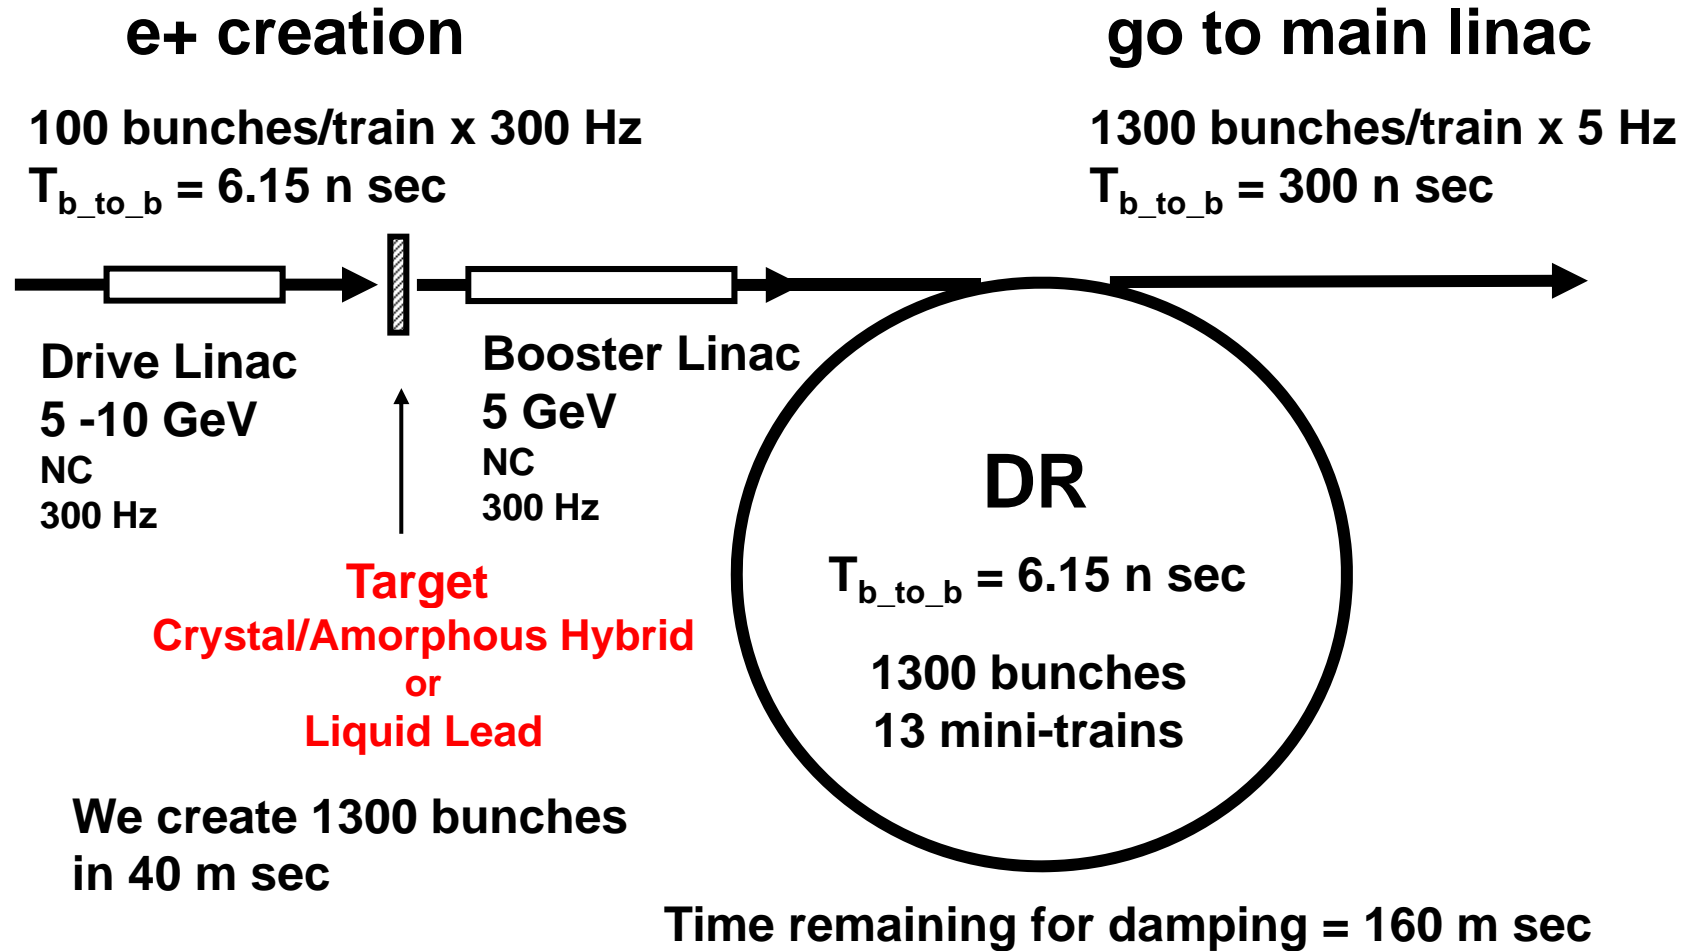 e+ creation
go to main linac
100 bunches/train x 300 Hz
T_b_to_b = 6.15 n sec
1300 bunches/train x 5 Hz
T_b_to_b = 300 n sec
Drive Linac
5 -10 GeV
NC
300 Hz
Booster Linac
5 GeV
NC
300 Hz
Target
Crystal/Amorphous Hybrid
or
Liquid Lead
DR
T_b_to_b = 6.15 n sec
1300 bunches
13 mini-trains
We create 1300 bunches
in 40 m sec
Time remaining for damping = 160 m sec